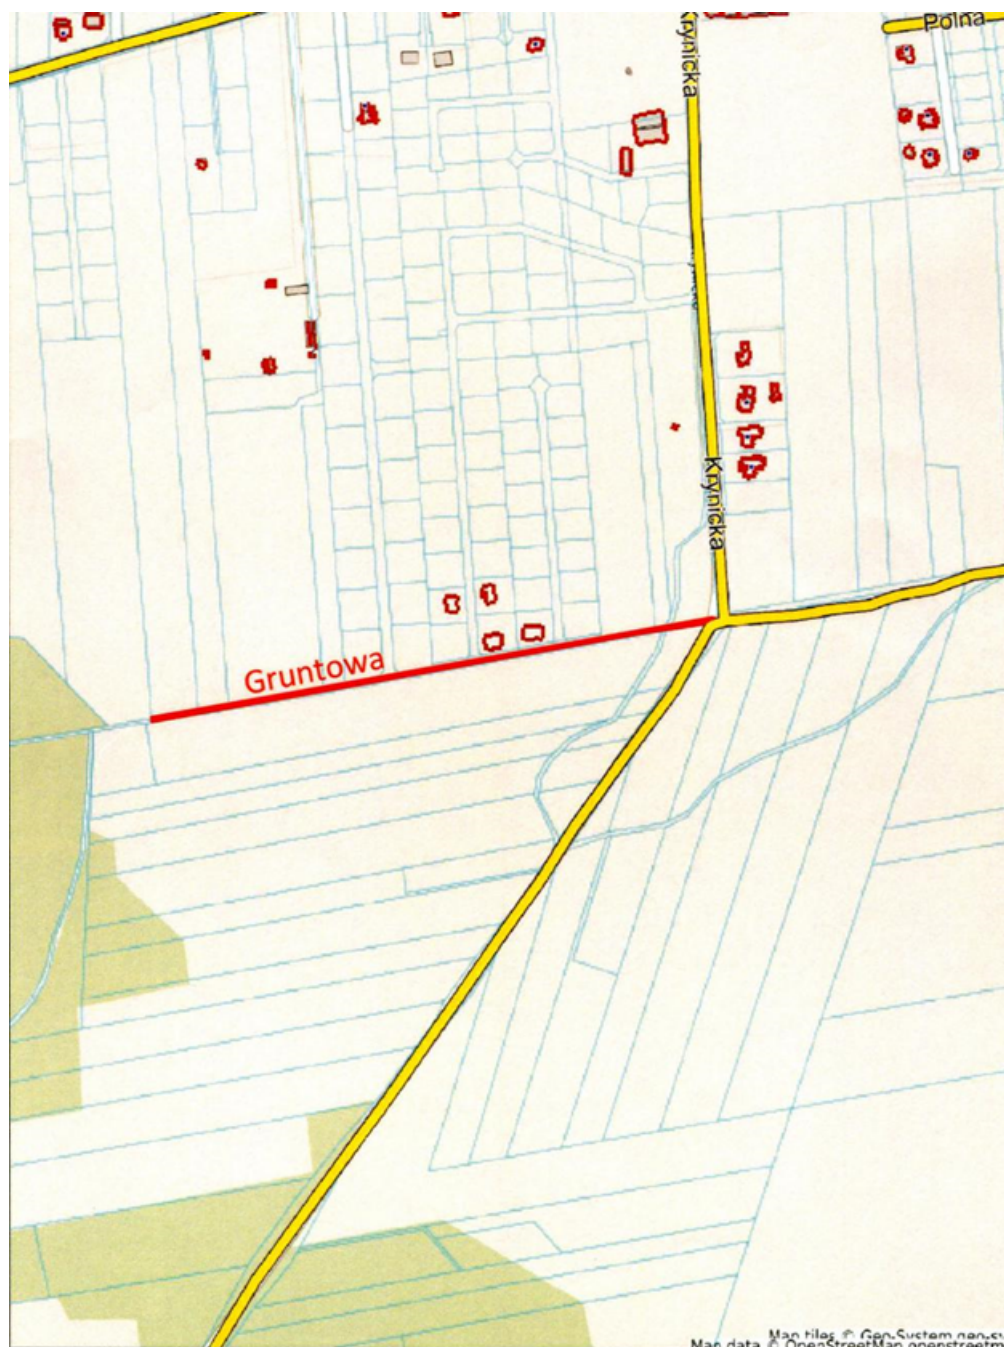 Krynicka
Polna
Krynicka
Gruntowa
Map tiles © Geo-System
Map data © OpenStreetMap